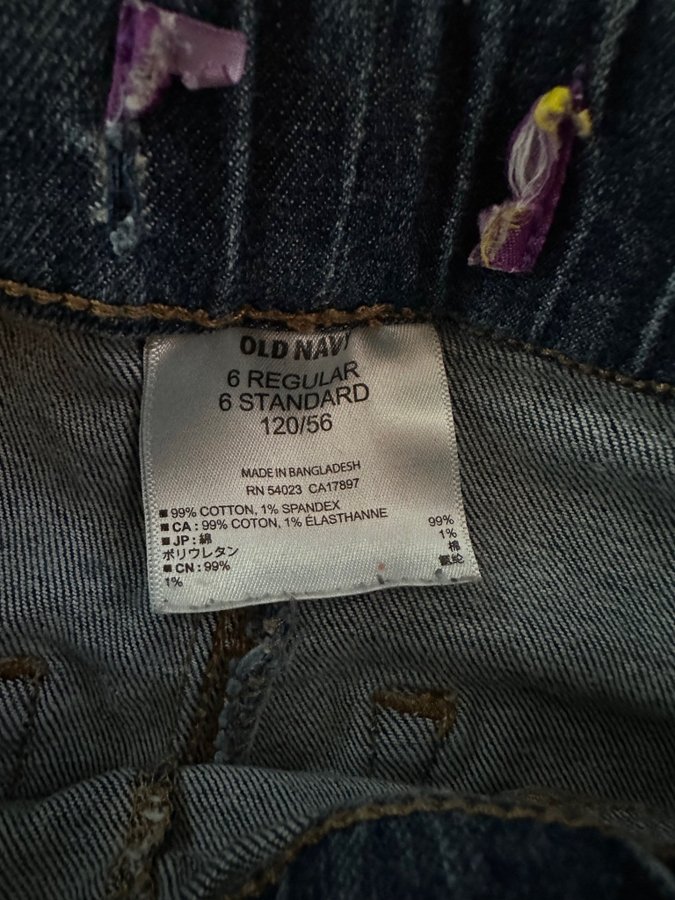 OLD NAVY
6 REGULAR
6 STANDARD
120/56
MADE IN BANGLADESH
RN 54023 CA17897
■ 99% COTTON, 1% SPANDEX
■ CA : 99% COTON, 1% ÉLASTHANNE
■ JP : 綿 99%
ポリウレタン 1%
■ CN : 99% 棉
1% 氨纶